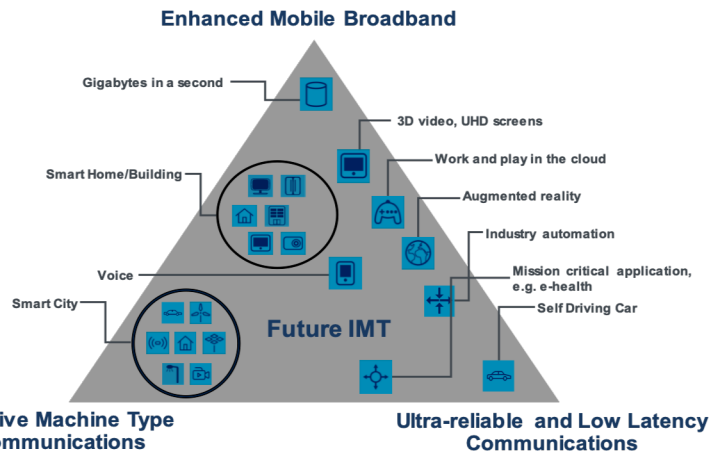 Enhanced Mobile Broadband
Gigabytes in a second
3D video, UHD screens
Work and play in the cloud
Smart Home/Building
Augmented reality
Industry automation
Voice
Mission critical application,
e.g. e-health
Smart City
Self Driving Car
Future IMT
ive Machine Type
ommunications
Ultra-reliable and Low Latency
Communications